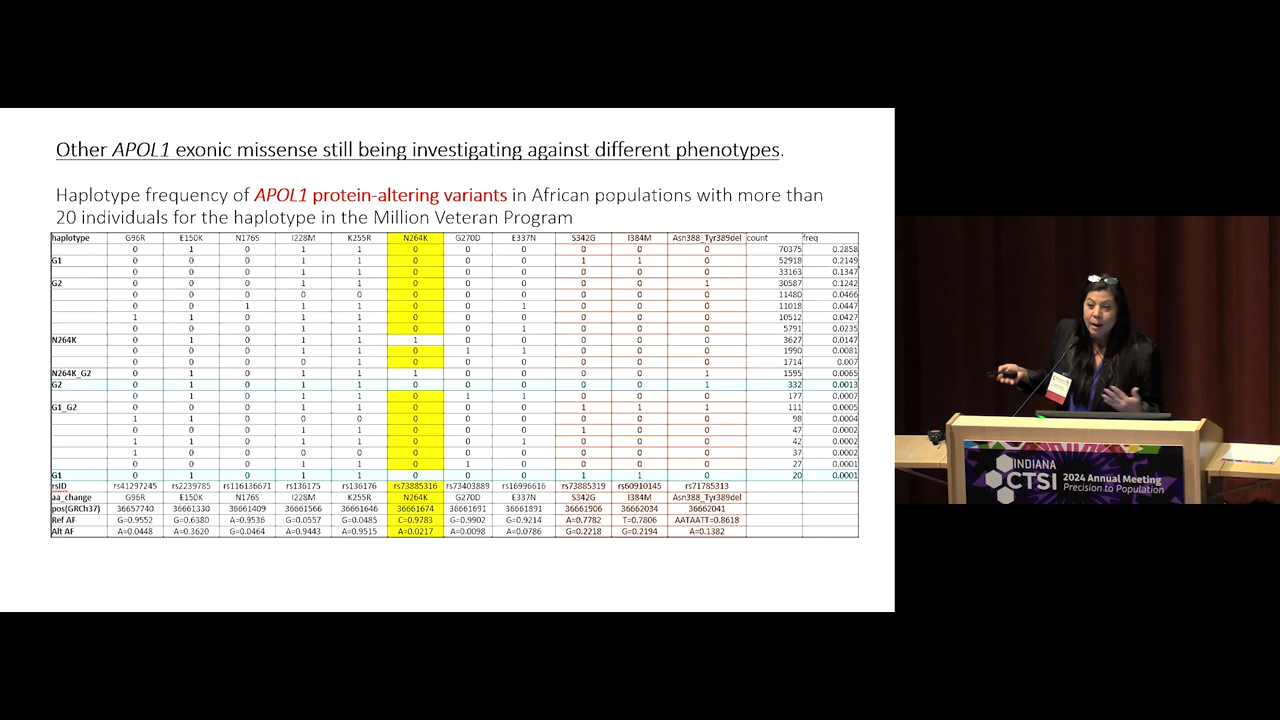 Other APOL1 exonic missense still being investigating against different phenotypes.
Haplotype frequency of APOL1 protein-altering variants in African populations with more than
20 individuals for the haplotype in the Million Veteran Program
haplotype G96R E150K N176S I228M K255R N264K G270D E337N S342G I384M Asn388_Tyr389del count freq
0 1 0 1 1 0 0 0 0 0 0 70375 0.2858
G1 0 0 0 1 1 0 0 0 1 1 0 52918 0.2149
0 0 0 1 1 0 0 0 0 0 0 33163 0.1347
G2 0 0 0 1 1 0 0 0 0 0 1 30587 0.1242
0 0 0 0 0 0 0 0 0 0 0 11480 0.0466
0 0 1 1 1 0 0 1 0 0 0 11018 0.0447
1 1 0 1 1 0 0 0 0 0 0 10512 0.0427
0 0 0 1 1 0 0 1 0 0 0 5791 0.0235
N264K 0 1 0 1 1 1 0 0 0 0 0 3627 0.0147
0 0 0 1 1 0 1 1 0 0 0 1990 0.0081
0 0 0 0 1 0 0 0 0 0 0 1714 0.007
N264K_G2 0 1 0 1 1 1 0 0 0 0 1 1595 0.0065
G2 0 1 0 1 1 0 0 0 0 0 1 332 0.0013
0 1 0 1 1 0 1 1 0 0 0 177 0.0007
G1_G2 0 0 0 1 1 0 0 0 1 1 1 111 0.0005
1 1 0 0 1 0 0 0 0 0 0 98 0.0004
0 0 0 1 1 0 0 0 1 0 0 47 0.0002
1 1 0 1 1 0 0 1 0 0 0 42 0.0002
1 0 0 0 0 0 0 0 0 0 0 37 0.0002
0 0 0 1 1 0 1 0 0 0 0 27 0.0001
G1 0 1 0 1 1 0 0 0 1 1 0 20 0.0001
rsID rs41297245 rs2239785 rs116136671 rs136175 rs136176 rs73885316 rs73403889 rs16996616 rs73885319 rs60910145 rs71785313
aa_change G96R E150K N176S I228M K255R N264K G270D E337N S342G I384M Asn388_Tyr389del
pos(GRCh37) 36657740 36661330 36661409 36661566 36661646 36661674 36661691 36661891 36661906 36662034 36662041
Ref AF G=0.9552 G=0.6380 A=0.9536 G=0.0557 G=0.0485 C=0.9783 G=0.9902 G=0.9214 A=0.7782 T=0.7806 AATAATT=0.8618
Alt AF A=0.0448 A=0.3620 G=0.0464 A=0.9443 A=0.9515 A=0.0217 A=0.0098 A=0.0786 G=0.2218 G=0.2194 A=0.1382
INDIANA
CTSI
2024 Annual Meeting
Precision to Population